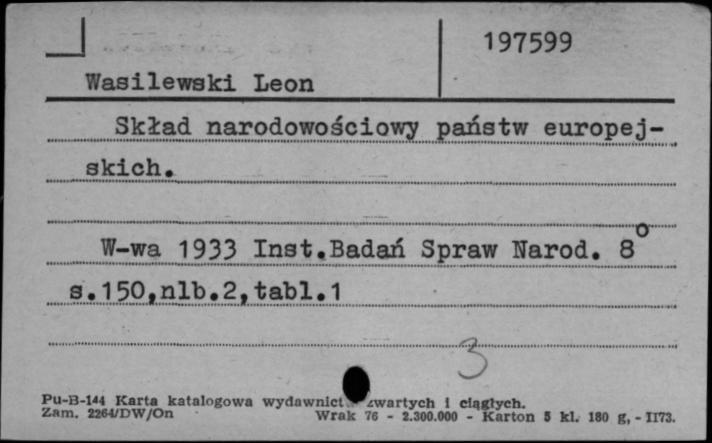 197599
Wasilewski Leon
Skład narodowościowy państw europej-
skich.
W-wa 1933 Inst.Badań Spraw Narod. 8°
s.150,nlb.2,tabl.1
3
Pu-B-144 Karta katalogowa wydawnict zwartych i ciągłych.
Zam. 2264/DW/On Wrak 76 - 2.300.000 - Karton 5 kl. 180 g, - II73.